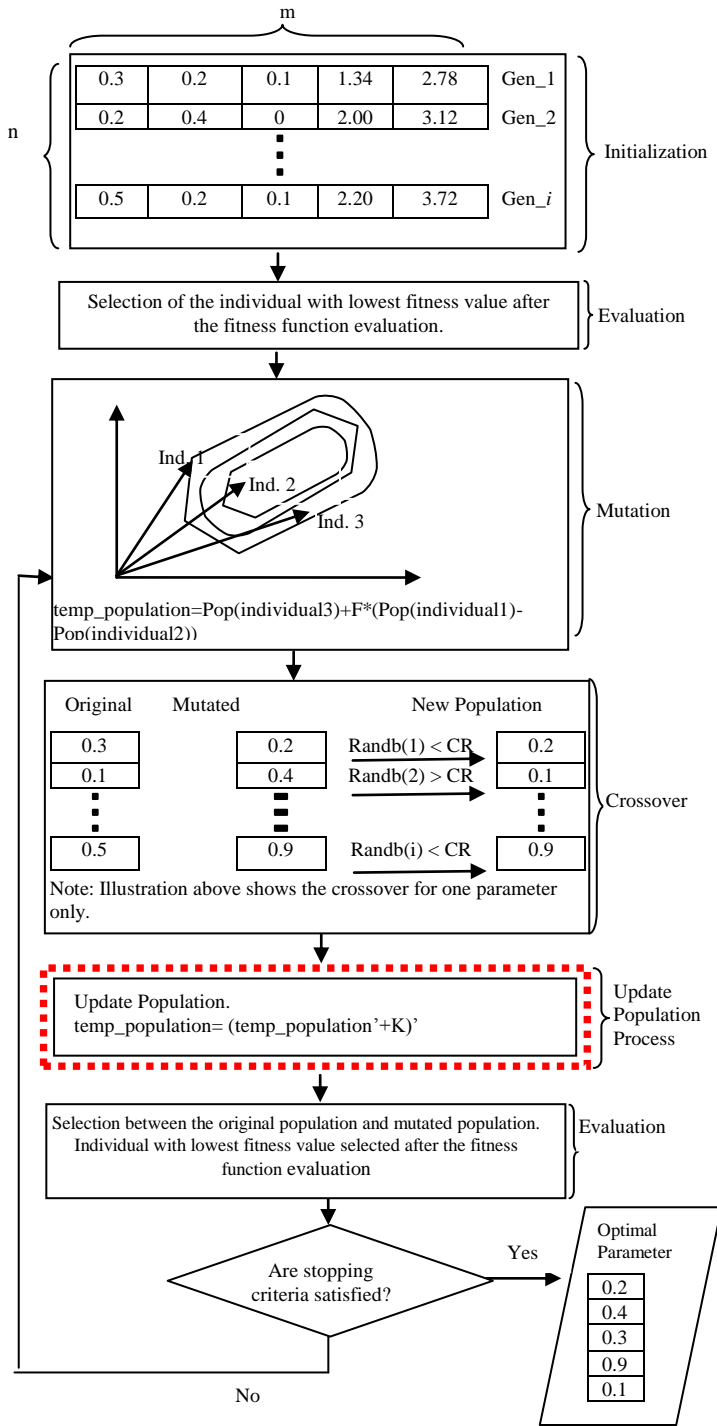 m
n
0.3 0.2 0.1 1.34 2.78 Gen_1
0.2 0.4 0 2.00 3.12 Gen_2
0.5 0.2 0.1 2.20 3.72 Gen_i
Initialization
Selection of the individual with lowest fitness value after
the fitness function evaluation.
Evaluation
Ind. 1
Ind. 2
Ind. 3
temp_population=Pop(individual3)+F*(Pop(individual1)-
Pop(individual2))
Mutation
Original Mutated New Population
0.3 0.2 Randb(1) < CR 0.2
0.1 0.4 Randb(2) > CR 0.1
0.5 0.9 Randb(i) < CR 0.9
Note: Illustration above shows the crossover for one parameter
only.
Crossover
Update Population.
temp_population= (temp_population’+K)’
Update
Population
Process
Selection between the original population and mutated population.
Individual with lowest fitness value selected after the fitness
function evaluation
Evaluation
Are stopping
criteria satisfied?
Yes
No
Optimal
Parameter
0.2
0.4
0.3
0.9
0.1